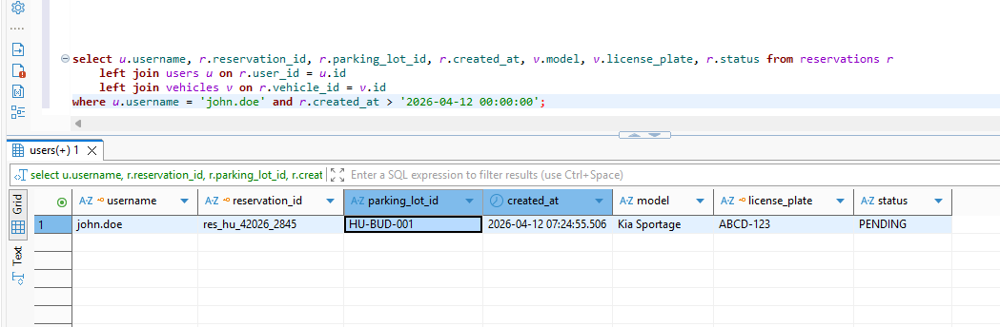 select u.username, r.reservation_id, r.parking_lot_id, r.created_at, v.model, v.license_plate, r.status from reservations r
left join users u on r.user_id = u.id
left join vehicles v on r.vehicle_id = v.id
where u.username = 'john.doe' and r.created_at > '2026-04-12 00:00:00';
users(+) 1
select u.username, r.reservation_id, r.parking_lot_id, r.creat
Enter a SQL expression to filter results (use Ctrl+Space)
Grid
Text
A-Z username A-Z reservation_id A-Z parking_lot_id created_at A-Z model A-Z license_plate A-Z status
1 john.doe res_hu_42026_2845 HU-BUD-001 2026-04-12 07:24:55.506 Kia Sportage ABCD-123 PENDING